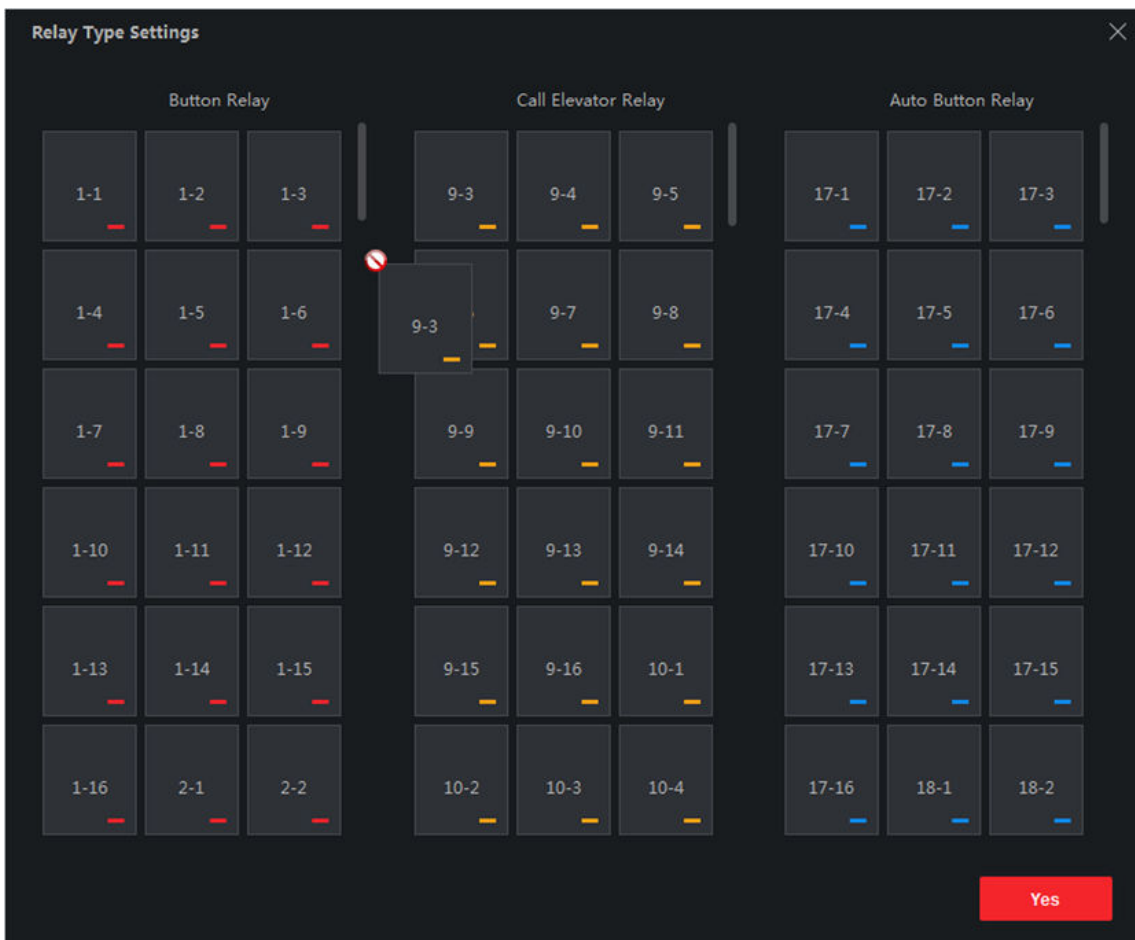 Relay Type Settings
Button Relay
Call Elevator Relay
Auto Button Relay
1-1 1-2 1-3
9-3 9-4 9-5
17-1 17-2 17-3
1-4 1-5 1-6
9-3
9-7 9-8
17-4 17-5 17-6
1-7 1-8 1-9
9-9 9-10 9-11
17-7 17-8 17-9
1-10 1-11 1-12
9-12 9-13 9-14
17-10 17-11 17-12
1-13 1-14 1-15
9-15 9-16 10-1
17-13 17-14 17-15
1-16 2-1 2-2
10-2 10-3 10-4
17-16 18-1 18-2
Yes